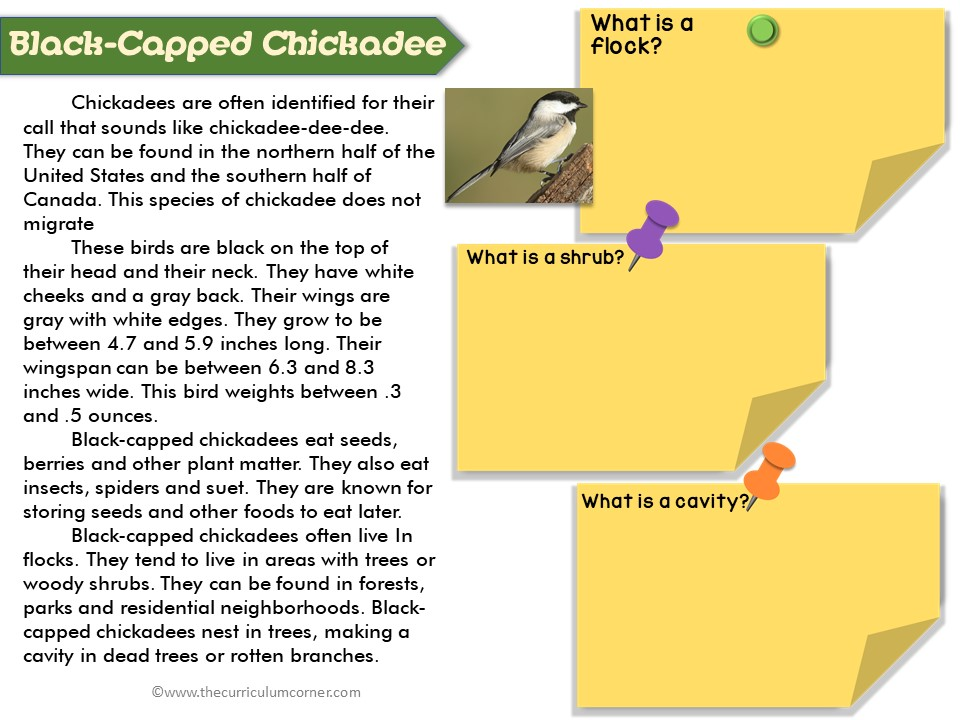 Black-Capped Chickadee
Chickadees are often identified for their
call that sounds like chickadee-dee-dee.
They can be found in the northern half of the
United States and the southern half of
Canada. This species of chickadee does not
migrate
These birds are black on the top of
their head and their neck. They have white
cheeks and a gray back. Their wings are
gray with white edges. They grow to be
between 4.7 and 5.9 inches long. Their
wingspan can be between 6.3 and 8.3
inches wide. This bird weights between .3
and .5 ounces.
Black-capped chickadees eat seeds,
berries and other plant matter. They also eat
insects, spiders and suet. They are known for
storing seeds and other foods to eat later.
Black-capped chickadees often live In
flocks. They tend to live in areas with trees or
woody shrubs. They can be found in forests,
parks and residential neighborhoods. Black-
capped chickadees nest in trees, making a
cavity in dead trees or rotten branches.
©www.thecurriculumcorner.com
What is a
flock?
What is a shrub?
What is a cavity?